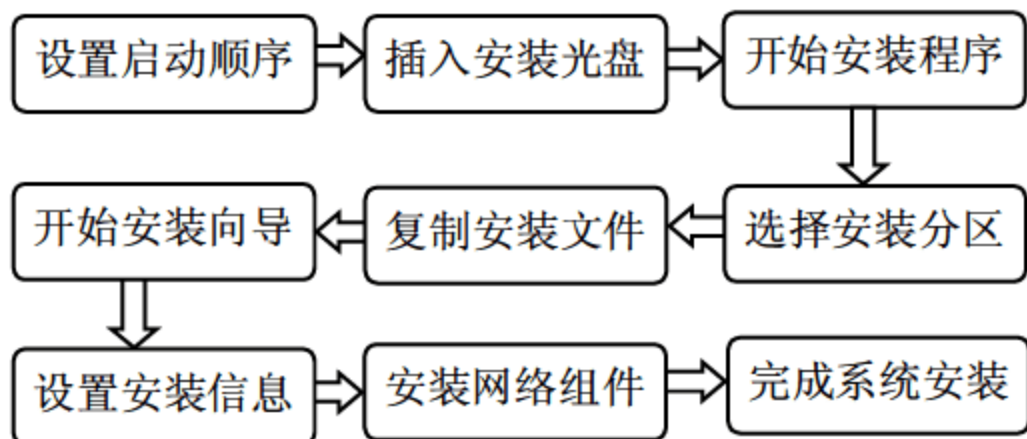 设置启动顺序
插入安装光盘
开始安装程序
开始安装向导
复制安装文件
选择安装分区
设置安装信息
安装网络组件
完成系统安装